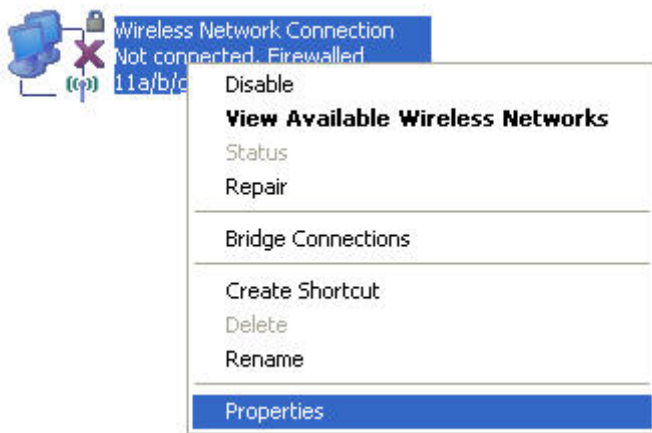 Wireless Network Connection
Not connected, Firewalled
11a/b/g
Disable
View Available Wireless Networks
Status
Repair
Bridge Connections
Create Shortcut
Delete
Rename
Properties